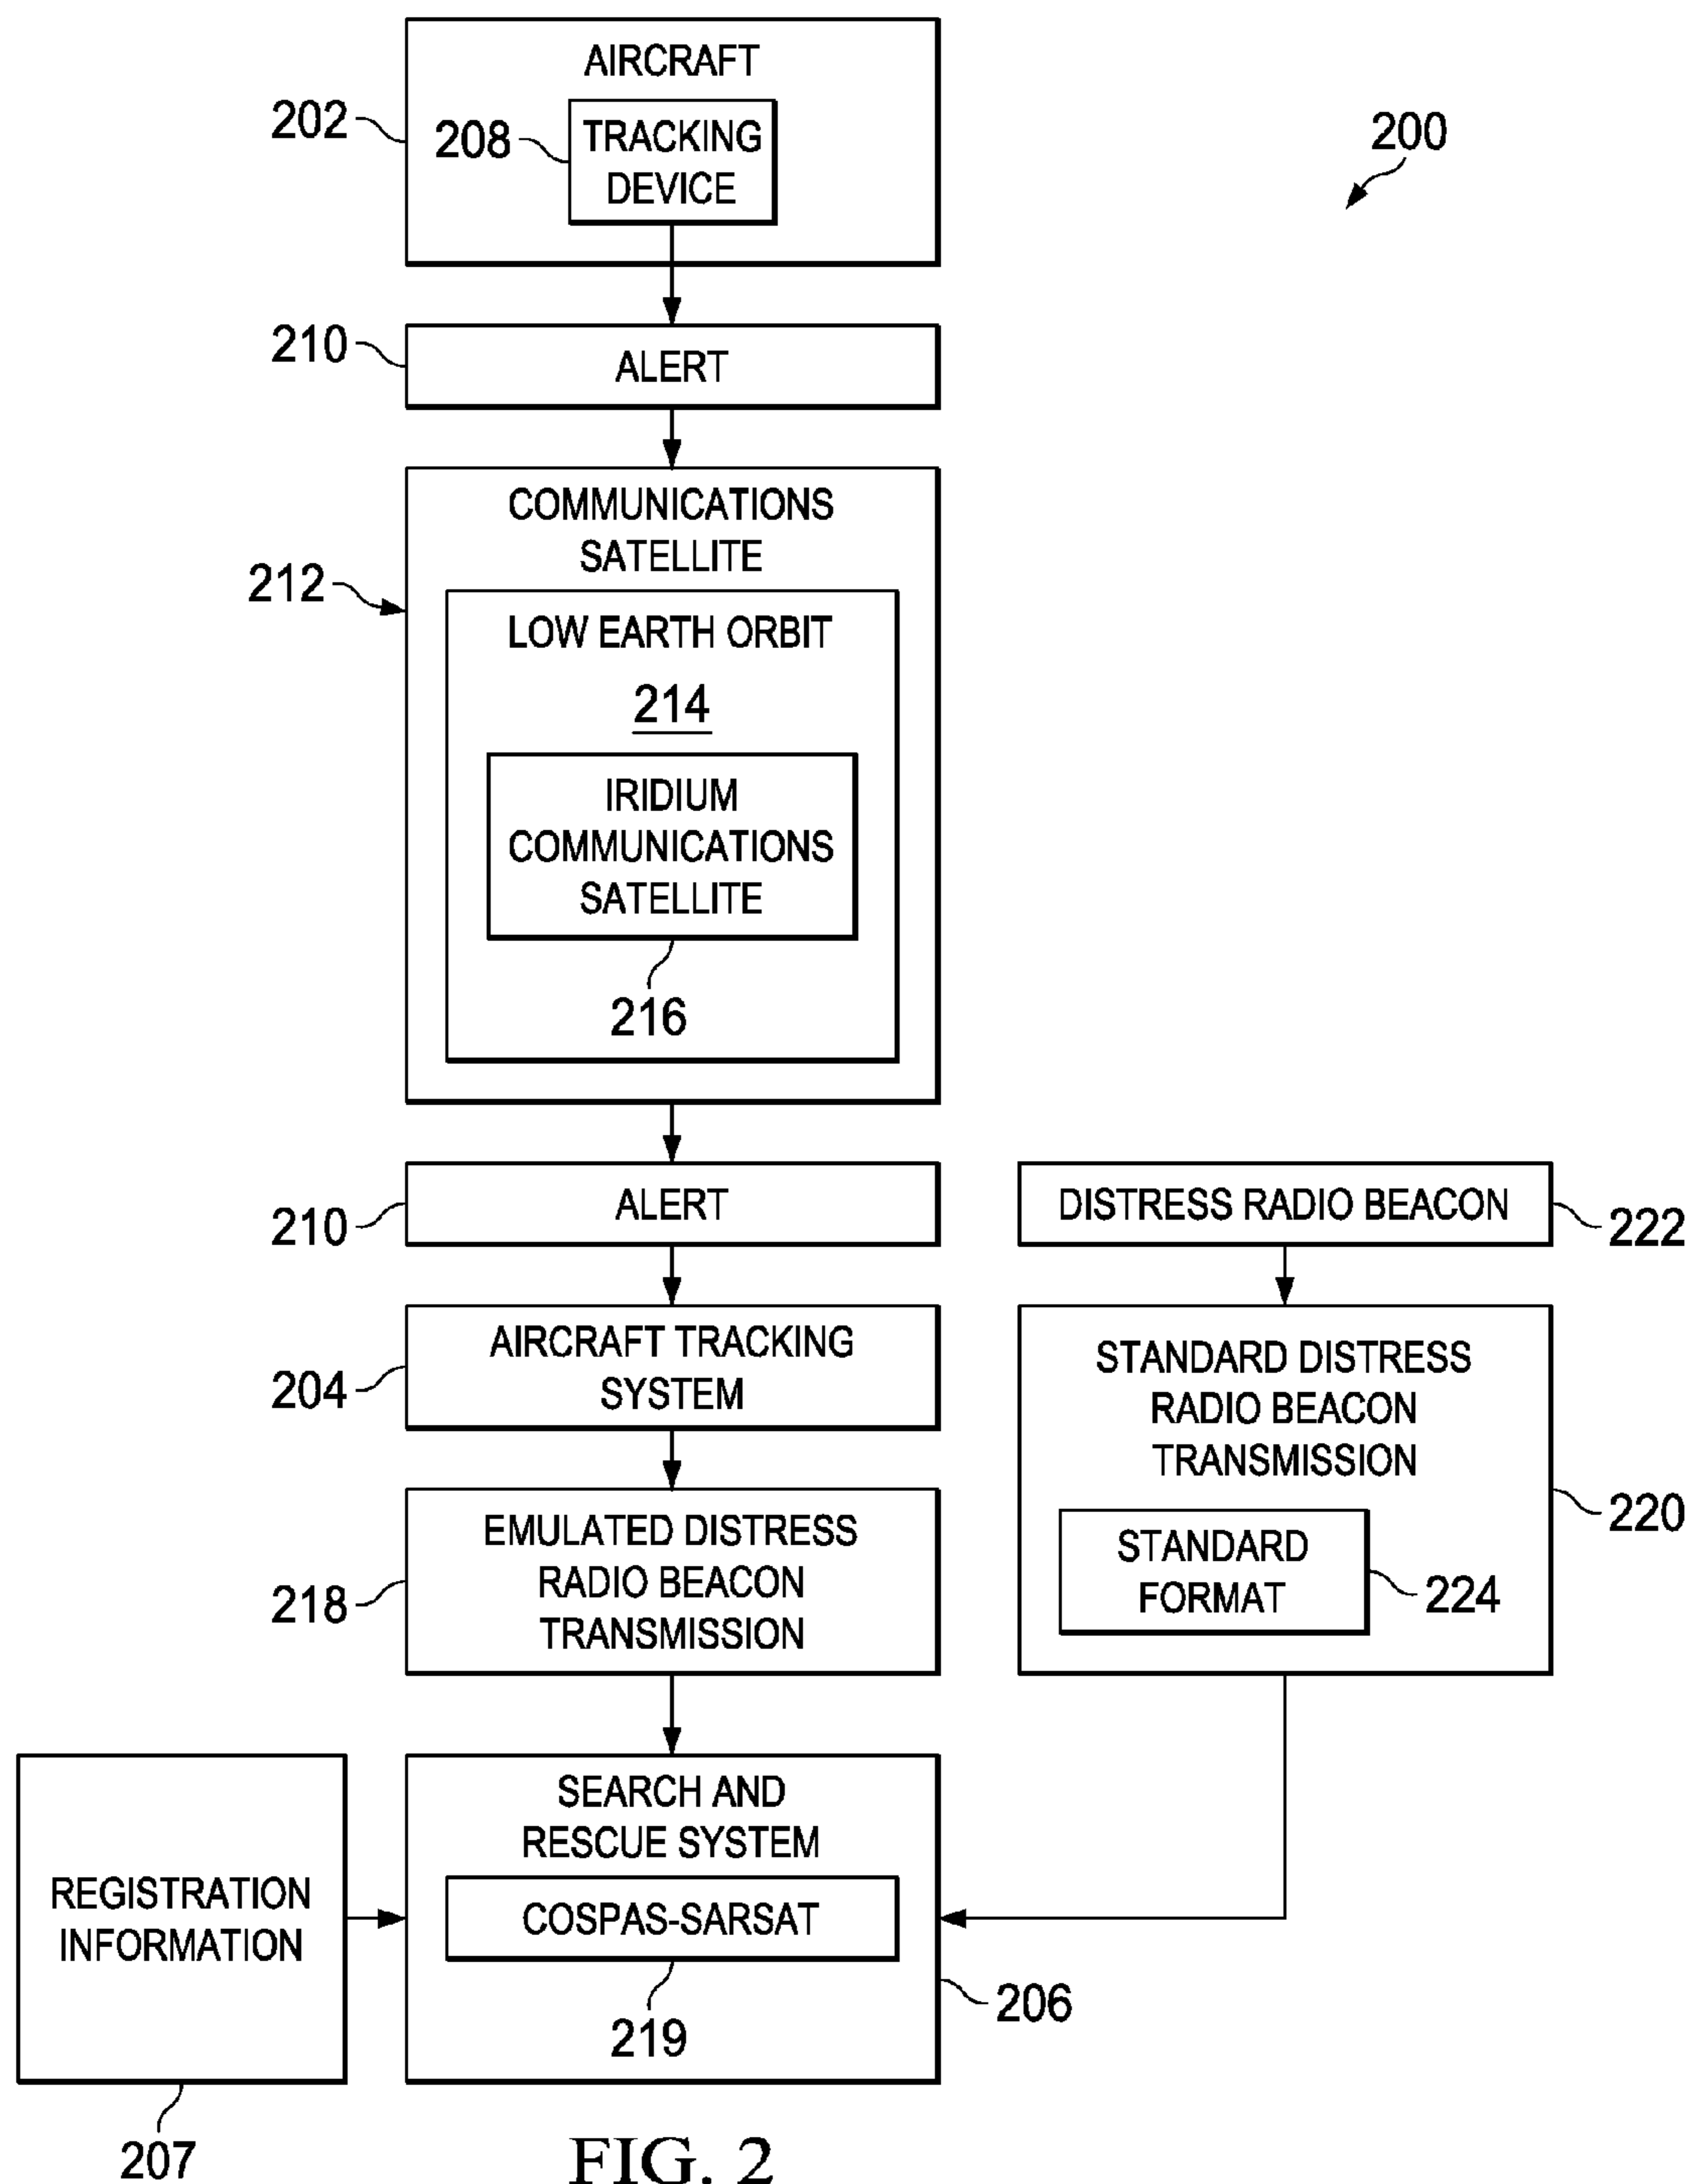 AIRCRAFT
202
208
TRACKING
DEVICE
200
210
ALERT
COMMUNICATIONS
SATELLITE
212
LOW EARTH ORBIT
214
IRIDIUM
COMMUNICATIONS
SATELLITE
216
210
ALERT
DISTRESS RADIO BEACON
222
204
AIRCRAFT TRACKING
SYSTEM
STANDARD DISTRESS
RADIO BEACON
TRANSMISSION
220
STANDARD
FORMAT
224
218
EMULATED DISTRESS
RADIO BEACON
TRANSMISSION
REGISTRATION
INFORMATION
207
SEARCH AND
RESCUE SYSTEM
COSPAS-SARSAT
219
206
FIG. 2